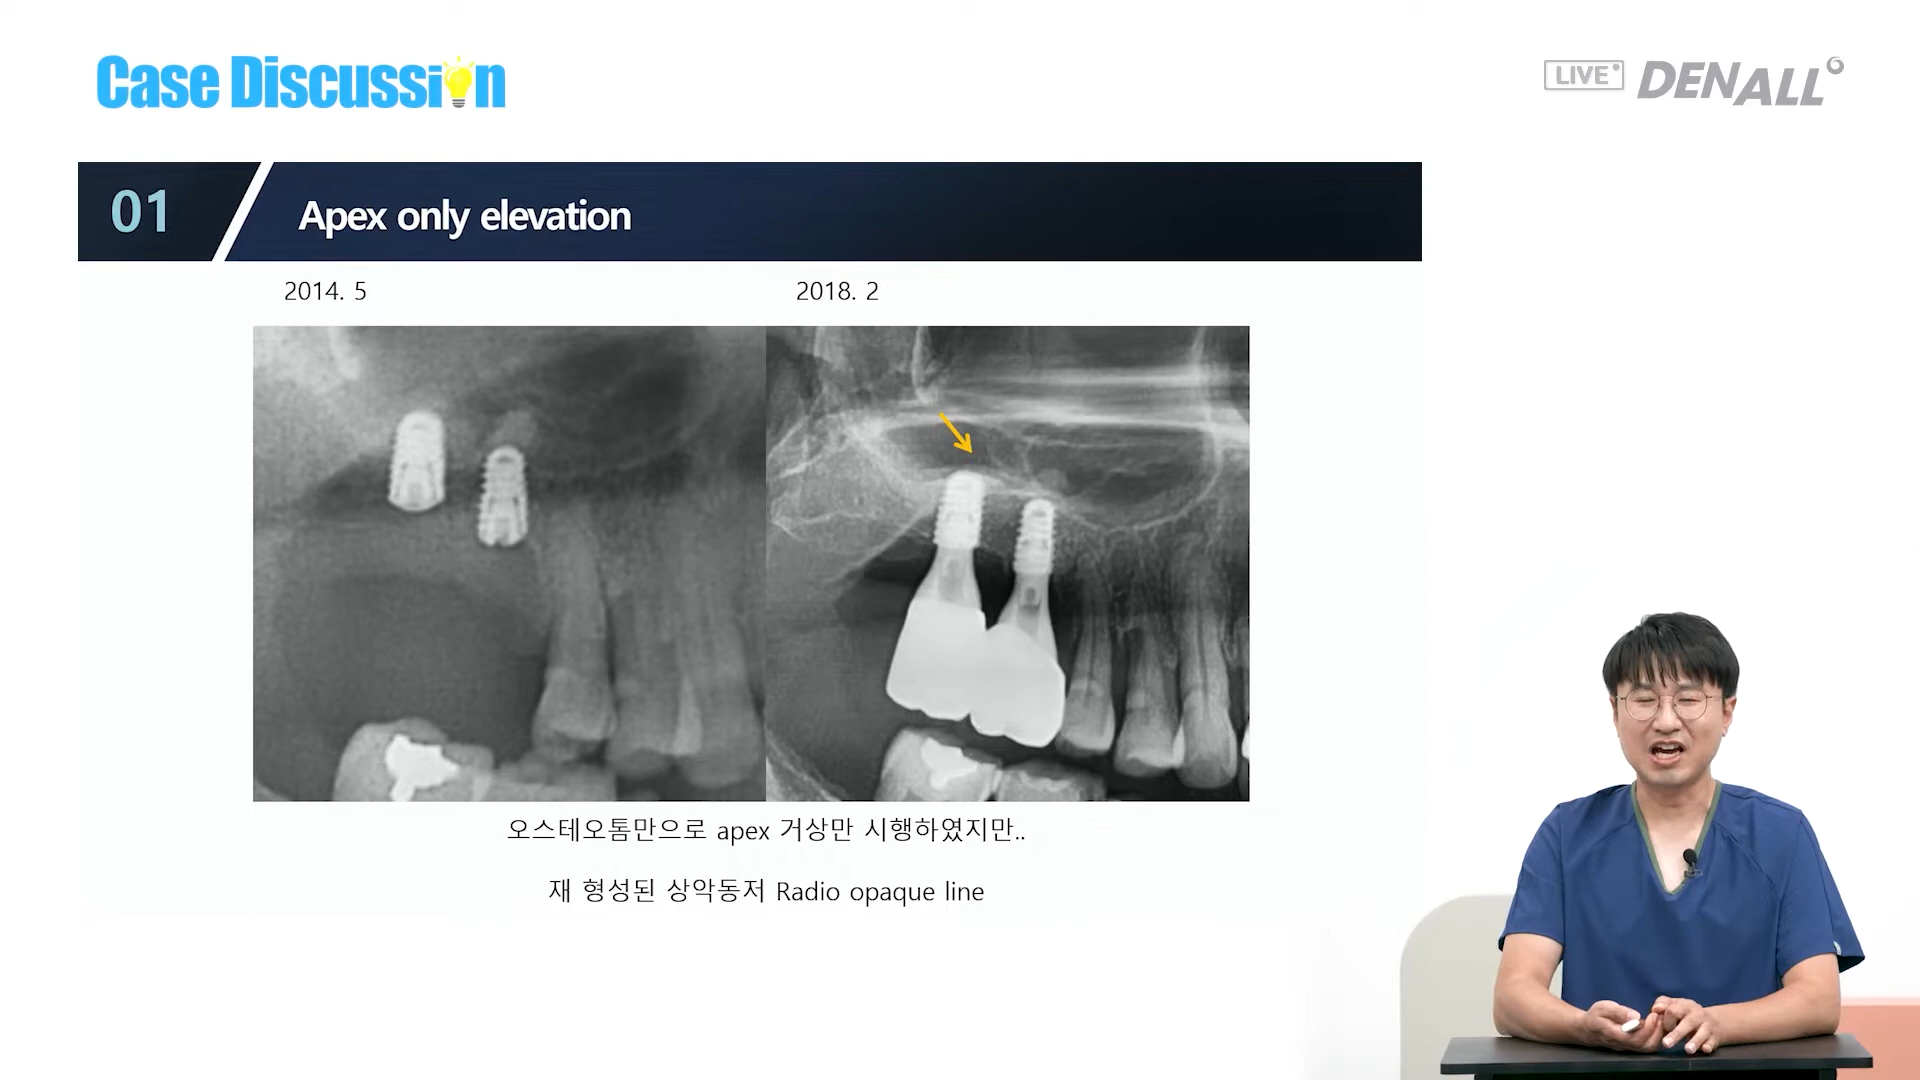 Case Discussion
LIVE DENALL
01 Apex only elevation
2014. 5 2018. 2
오스테오톰만으로 apex 거상만 시행하였지만..
재 형성된 상악동저 Radio opaque line